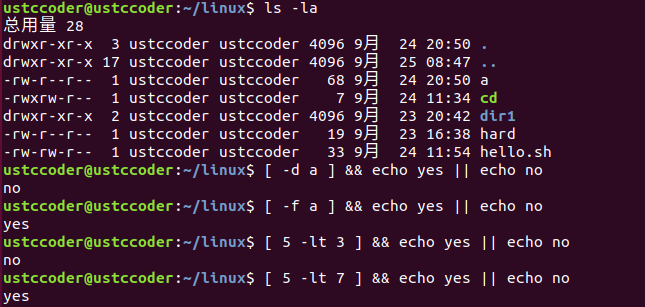 ustccoder@ustccoder:~/linux$ ls -la
总用量 28
drwxr-xr-x  3 ustccoder ustccoder 4096 9月  24 20:50 .
drwxr-xr-x 17 ustccoder ustccoder 4096 9月  25 08:47 ..
-rw-r--r--  1 ustccoder ustccoder   68 9月  24 20:50 a
-rwxrw-r--  1 ustccoder ustccoder    7 9月  24 11:34 cd
drwxr-xr-x  2 ustccoder ustccoder 4096 9月  23 20:42 dir1
-rw-r--r--  1 ustccoder ustccoder   19 9月  23 16:38 hard
-rw-rw-r--  1 ustccoder ustccoder   33 9月  24 11:54 hello.sh
ustccoder@ustccoder:~/linux$ [ -d a ] && echo yes || echo no
no
ustccoder@ustccoder:~/linux$ [ -f a ] && echo yes || echo no
yes
ustccoder@ustccoder:~/linux$ [ 5 -lt 3 ] && echo yes || echo no
no
ustccoder@ustccoder:~/linux$ [ 5 -lt 7 ] && echo yes || echo no
yes